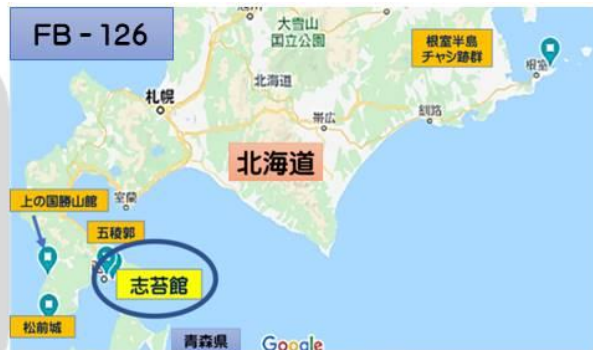 FB - 126
旭川
大雪山
国立公園
根室半島
チャシ跡群
根室
北海道
札幌
帯広
釧路
北海道
上の国勝山館
室蘭
五稜郭
志苔館
松前城
青森県
Google